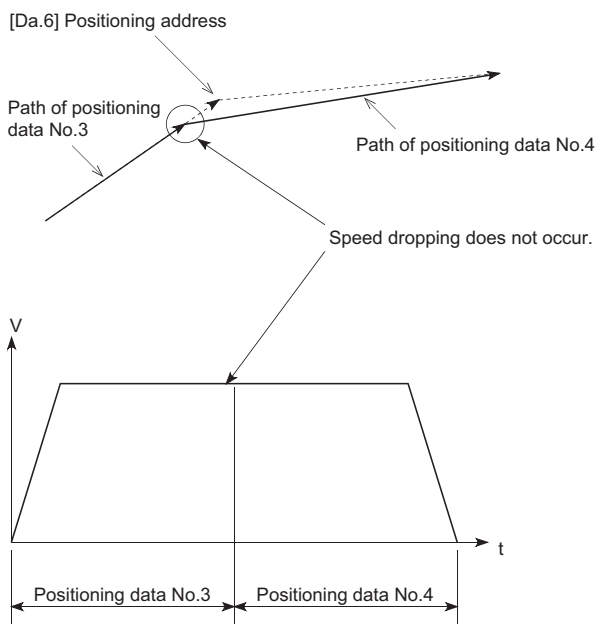 [Da.6] Positioning address
Path of positioning
data No.3
Path of positioning data No.4
Speed dropping does not occur.
V
t
Positioning data No.3
Positioning data No.4